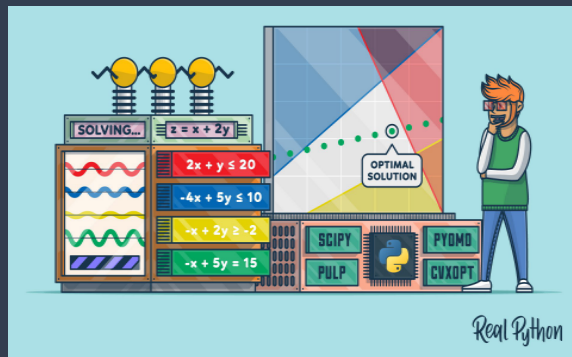 SOLVING...
z = x + 2y
2x + y ≤ 20
-4x + 5y ≤ 10
-x + 2y ≥ -2
-x + 5y = 15
OPTIMAL
SOLUTION
SCIPY
PYOMO
PULP
CVXOPT
Real Python